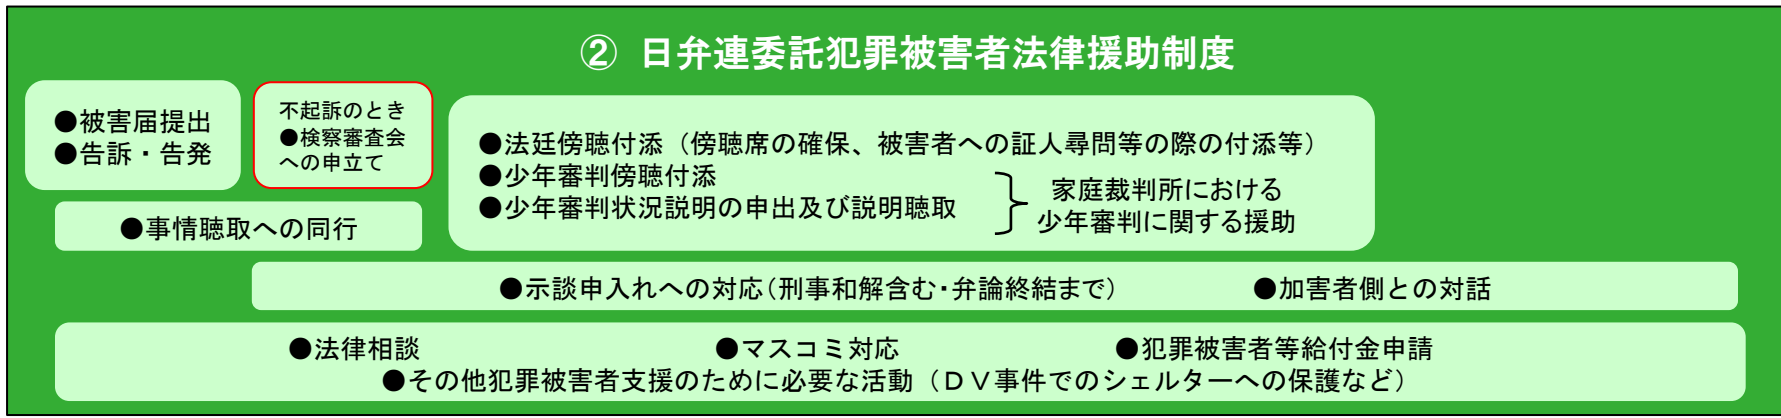 ② 日弁連委託犯罪被害者法律援助制度
●被害届提出
●告訴・告発
不起訴のとき
●検察審査会
への申立て
●法廷傍聴付添（傍聴席の確保、被害者への証人尋問等の際の付添等）
●少年審判傍聴付添
●少年審判状況説明の申出及び説明聴取
家庭裁判所における
少年審判に関する援助
●事情聴取への同行
●示談申入れへの対応（刑事和解含む・弁論終結まで） ●加害者側との対話
●法律相談 ●マスコミ対応 ●犯罪被害者等給付金申請
●その他犯罪被害者支援のために必要な活動（ＤＶ事件でのシェルターへの保護など）